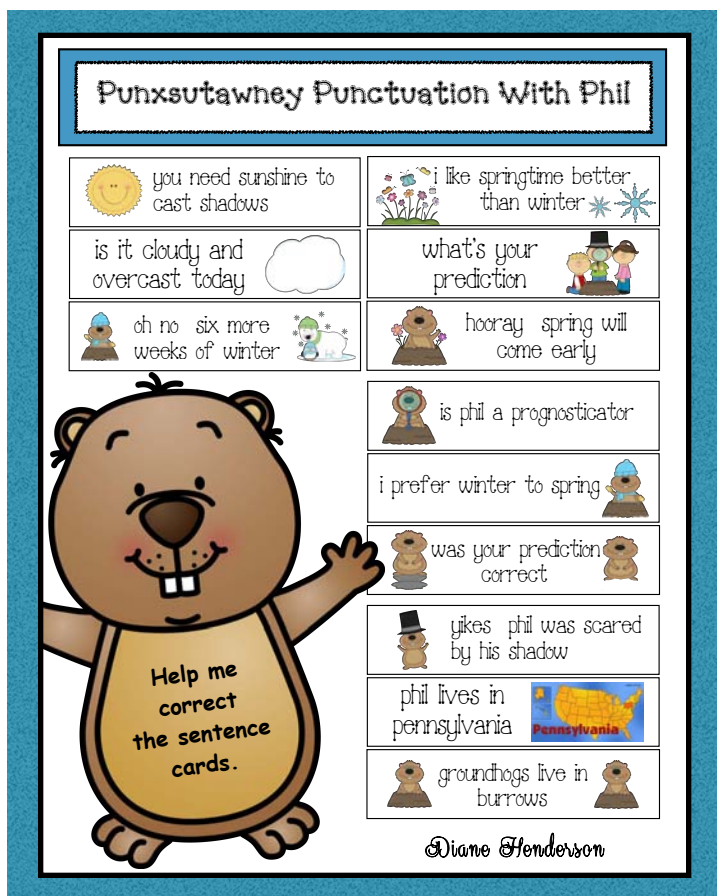 Punxsutawney Punctuation With Phil
you need sunshine to
cast shadows
is it cloudy and
overcast today
oh no six more
weeks of winter
i like springtime better
than winter
what's your
prediction
hooray spring will
come early
is phil a prognosticator
i prefer winter to spring
was your prediction
correct
yikes phil was scared
by his shadow
phil lives in
pennsylvania
Pennsylvania
groundhogs live in
burrows
Help me
correct
the sentence
cards.
Diane Henderson